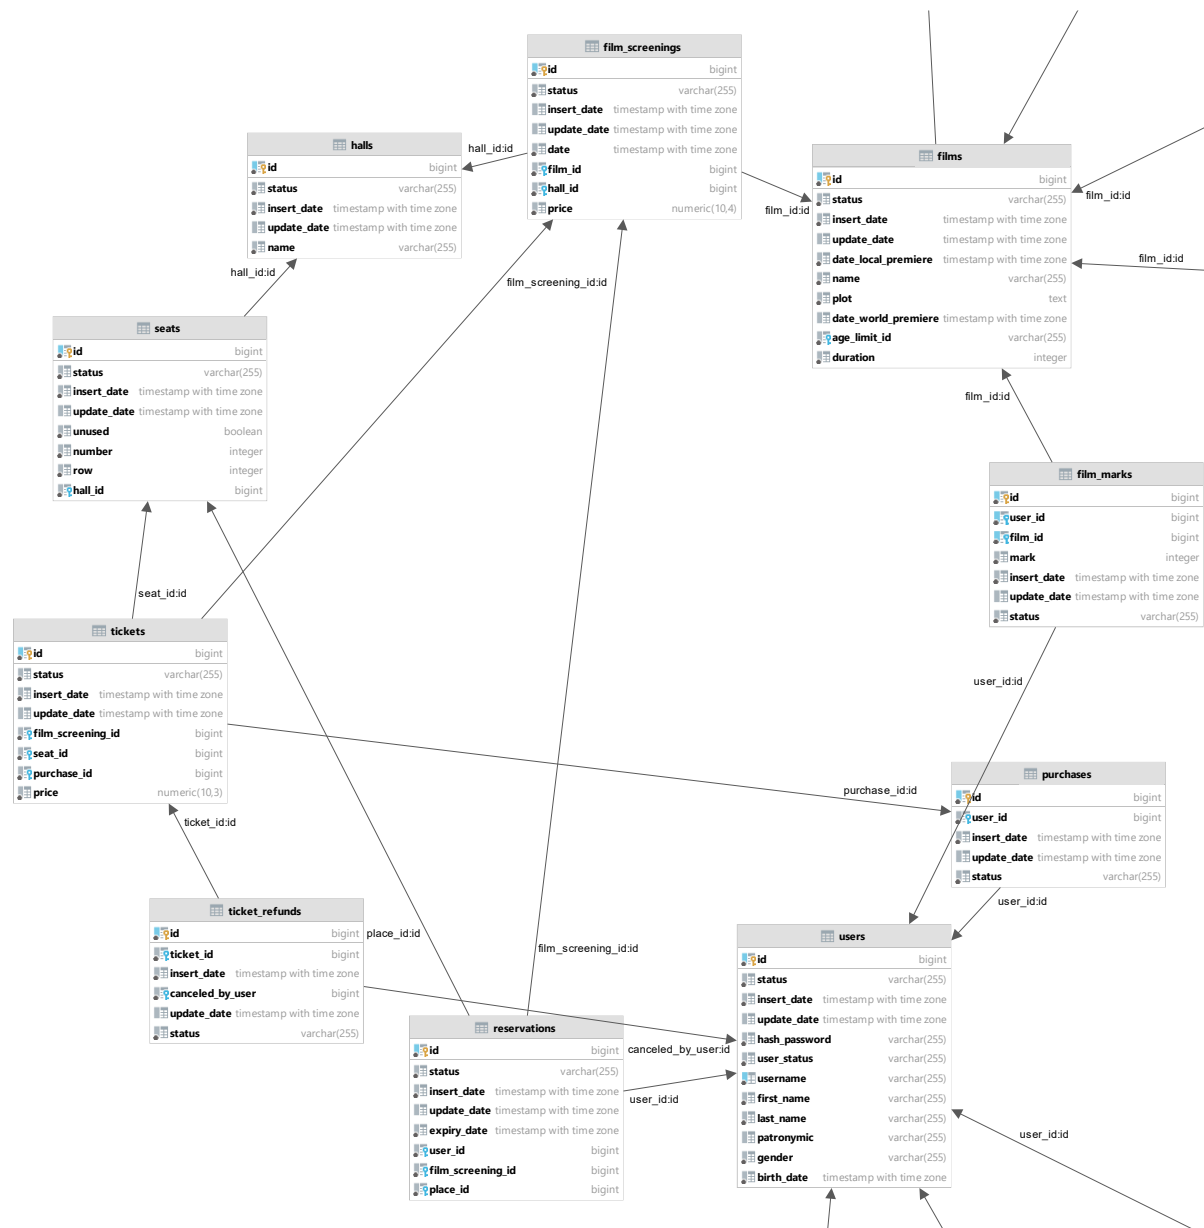 film_screenings
id bigint
status varchar(255)
insert_date timestamp with time zone
update_date timestamp with time zone
date timestamp with time zone
film_id bigint
hall_id bigint
price numeric(10,4)
hall_id:id
film_id:id
halls
id bigint
status varchar(255)
insert_date timestamp with time zone
update_date timestamp with time zone
name varchar(255)
films
id bigint
status varchar(255)
insert_date timestamp with time zone
update_date timestamp with time zone
date_local_premiere timestamp with time zone
name varchar(255)
plot text
date_world_premiere timestamp with time zone
age_limit_id varchar(255)
duration integer
film_id:id
film_id:id
hall_id:id
film_screening_id:id
seats
id bigint
status varchar(255)
insert_date timestamp with time zone
update_date timestamp with time zone
unused boolean
number integer
row integer
hall_id bigint
film_id:id
film_marks
id bigint
user_id bigint
film_id bigint
mark integer
insert_date timestamp with time zone
update_date timestamp with time zone
status varchar(255)
seat_id:id
tickets
id bigint
status varchar(255)
insert_date timestamp with time zone
update_date timestamp with time zone
film_screening_id bigint
seat_id bigint
purchase_id bigint
price numeric(10,3)
user_id:id
purchase_id:id
purchases
id bigint
user_id bigint
insert_date timestamp with time zone
update_date timestamp with time zone
status varchar(255)
ticket_id:id
user_id:id
ticket_refunds
id bigint
ticket_id bigint
insert_date timestamp with time zone
canceled_by_user bigint
update_date timestamp with time zone
status varchar(255)
place_id:id
film_screening_id:id
users
id bigint
status varchar(255)
insert_date timestamp with time zone
update_date timestamp with time zone
hash_password varchar(255)
user_status varchar(255)
username varchar(255)
first_name varchar(255)
last_name varchar(255)
patronymic varchar(255)
gender varchar(255)
birth_date timestamp with time zone
reservations
id bigint
status varchar(255)
insert_date timestamp with time zone
update_date timestamp with time zone
expiry_date timestamp with time zone
user_id bigint
film_screening_id bigint
place_id bigint
canceled_by_user:id
user_id:id
user_id:id